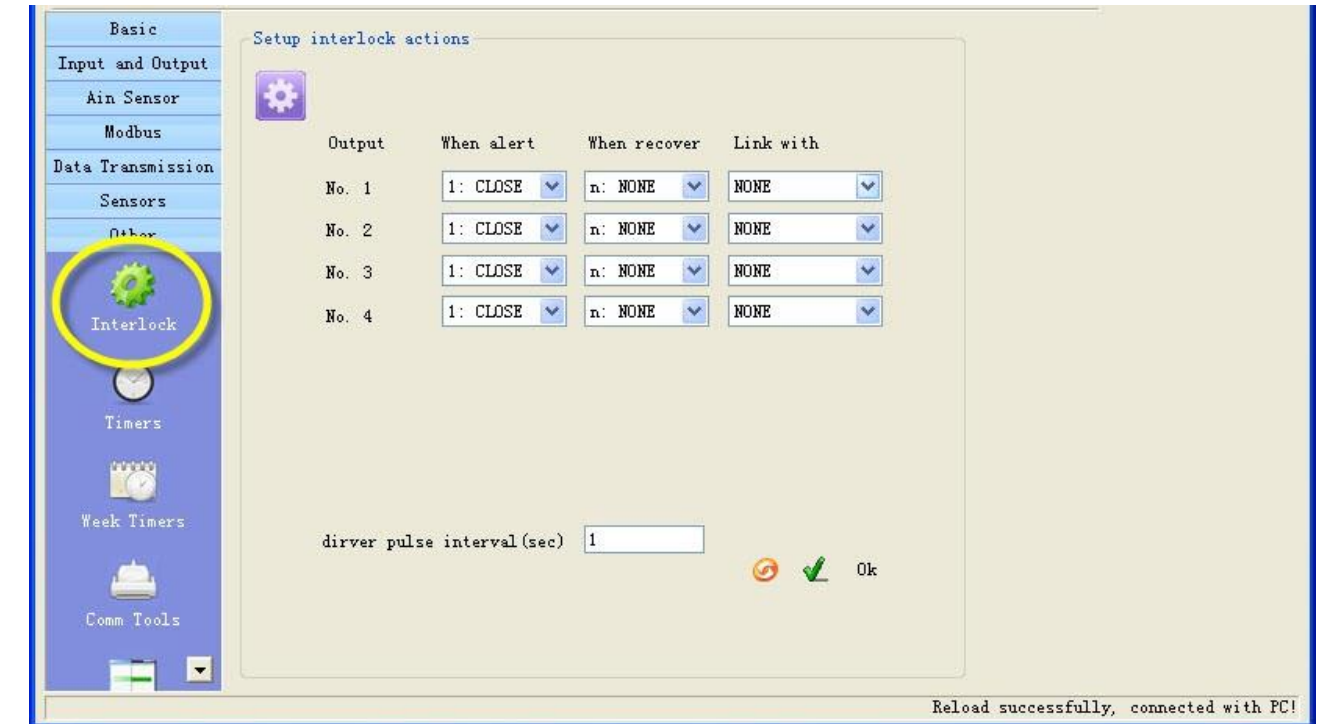 Basic
Input and Output
Ain Sensor
Modbus
Data Transmission
Sensors
Other
Interlock
Timers
Week Timers
Comm Tools
Setup interlock actions
Output When alert When recover Link with
No. 1 1: CLOSE n: NONE NONE
No. 2 1: CLOSE n: NONE NONE
No. 3 1: CLOSE n: NONE NONE
No. 4 1: CLOSE n: NONE NONE
dirver pulse interval(sec) 1
Ok
Reload successfully, connected with PC!